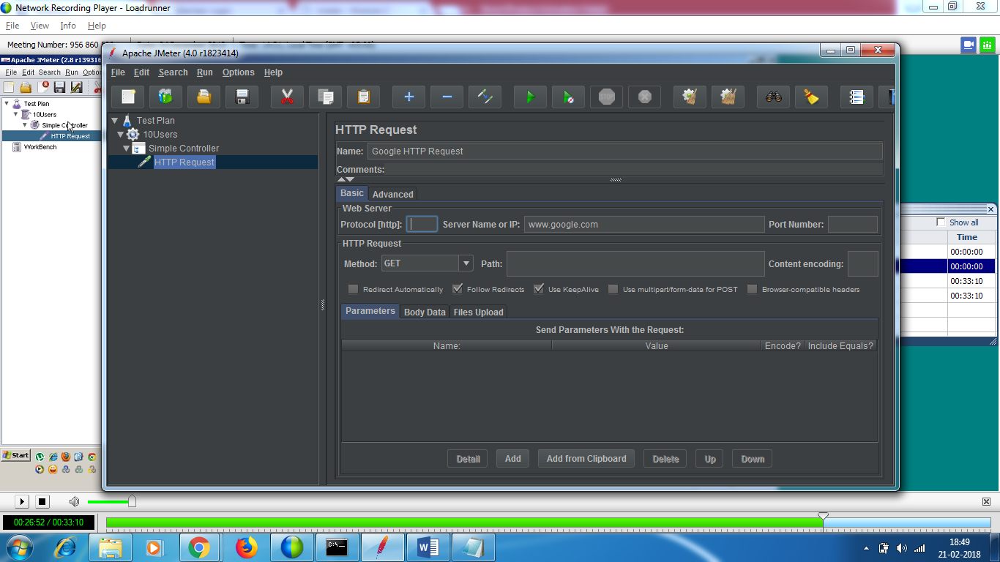 Network Recording Player - Loadrunner
File View Info Help
Meeting Number: 956 860
Apache JMeter (2.8 r139316
File Edit Search Run Option
Test Plan
10Users
Simple Controller
HTTP Request
WorkBench
Start
Apache JMeter (4.0 r1823414)
File Edit Search Run Options Help
STOP
Test Plan
10Users
Simple Controller
HTTP Request
HTTP Request
Name: Google HTTP Request
Comments:
Basic Advanced
Web Server
Protocol [http]: Server Name or IP: www.google.com Port Number:
HTTP Request
Method: GET Path: Content encoding:
Redirect Automatically Follow Redirects Use KeepAlive Use multipart/form-data for POST Browser-compatible headers
Parameters Body Data Files Upload
Send Parameters With the Request:
Name: Value Encode? Include Equals?
Detail Add Add from Clipboard Delete Up Down
Show all
Time
00:00:00
00:00:00
00:33:10
00:33:10
00:26:52 / 00:33:10
18:49
21-02-2018